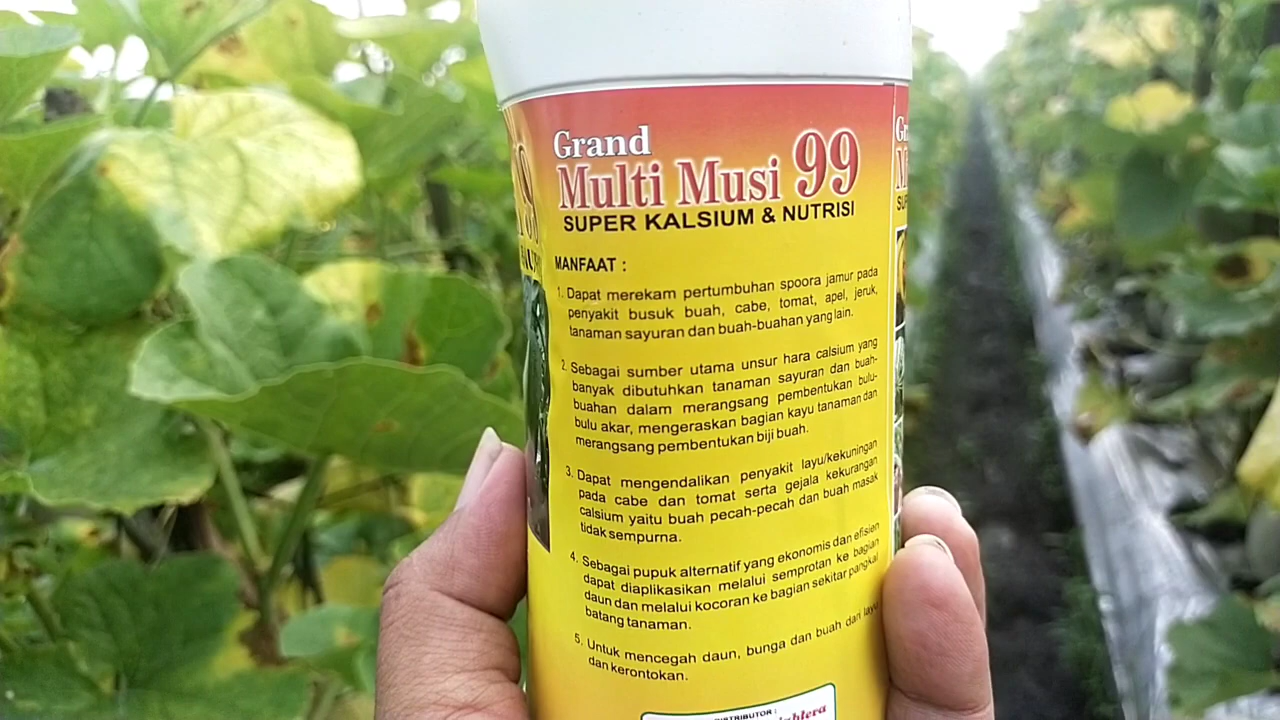 Grand
Multi Musi 99
SUPER KALSIUM & NUTRISI
MANFAAT :
1. Dapat merekam pertumbuhan spoora jamur pada
penyakit busuk buah, cabe, tomat, apel, jeruk,
tanaman sayuran dan buah-buahan yang lain.
2. Sebagai sumber utama unsur hara calsium yang
banyak dibutuhkan tanaman sayuran dan buah-
buahan dalam merangsang pembentukan bulu-
bulu akar, mengeraskan bagian kayu tanaman dan
merangsang pembentukan biji buah.
3. Dapat mengendalikan penyakit layu/kekuningan
pada cabe dan tomat serta gejala kekurangan
calsium yaitu buah pecah-pecah dan buah masak
tidak sempurna.
4. Sebagai pupuk alternatif yang ekonomis dan efisien
dapat diaplikasikan melalui semprotan ke bagian
daun dan melalui kocoran ke bagian sekitar pangkal
batang tanaman.
5. Untuk mencegah daun, bunga dan buah dari layu
dan kerontokan.
DISTRIBUTOR :